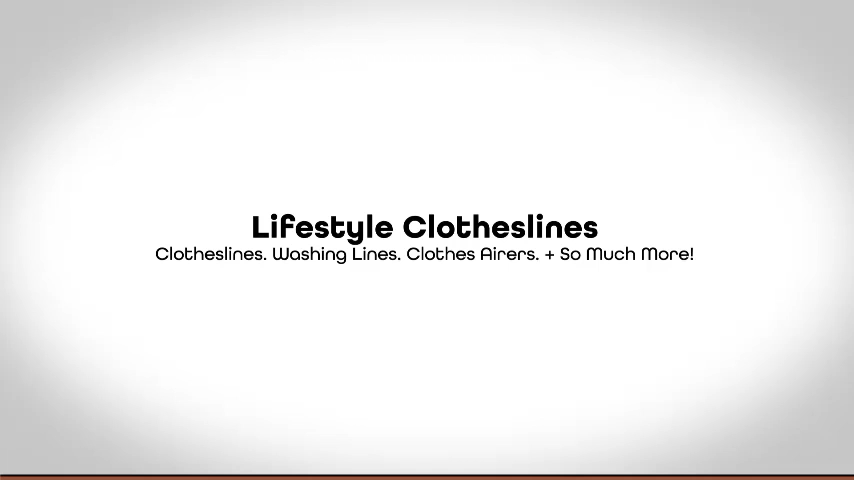 Lifestyle Clotheslines
Clotheslines. Washing Lines. Clothes Airers. + So Much More!